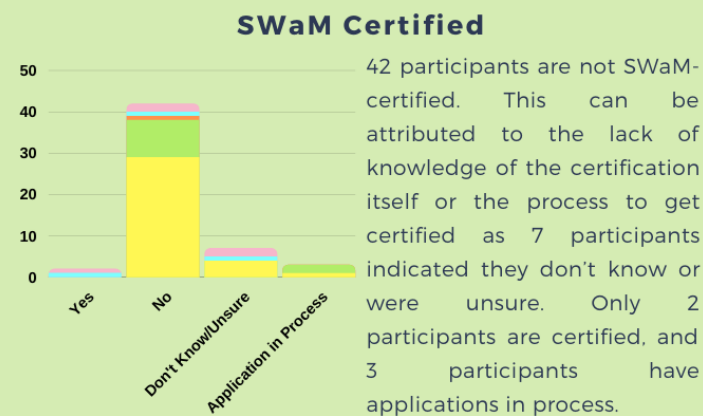 SWaM Certified
50
40
30
20
10
0
Yes
No
Don't Know/Unsure
Application in Process
42 participants are not SWaM-
certified. This can be
attributed to the lack of
knowledge of the certification
itself or the process to get
certified as 7 participants
indicated they don’t know or
were unsure. Only 2
participants are certified, and
3 participants have
applications in process.